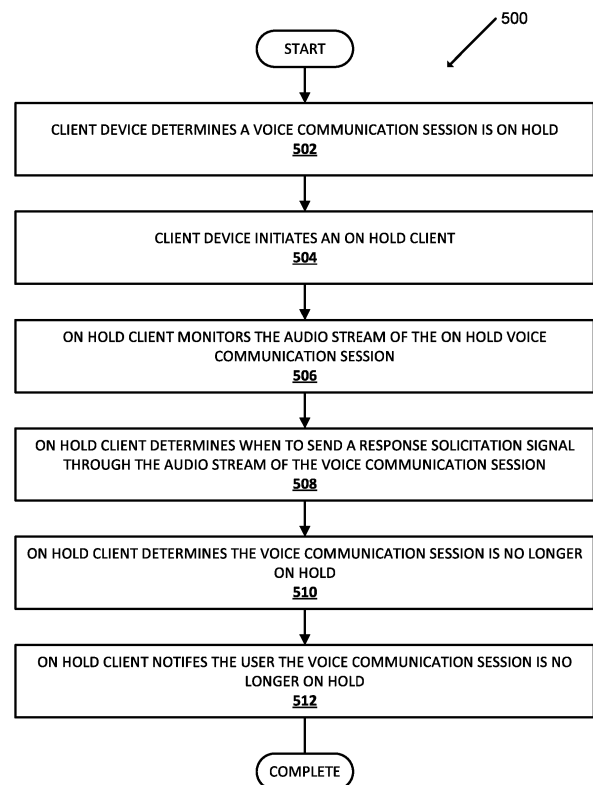 500
START
CLIENT DEVICE DETERMINES A VOICE COMMUNICATION SESSION IS ON HOLD
502
CLIENT DEVICE INITIATES AN ON HOLD CLIENT
504
ON HOLD CLIENT MONITORS THE AUDIO STREAM OF THE ON HOLD VOICE
COMMUNICATION SESSION
506
ON HOLD CLIENT DETERMINES WHEN TO SEND A RESPONSE SOLICITATION SIGNAL
THROUGH THE AUDIO STREAM OF THE VOICE COMMUNICATION SESSION
508
ON HOLD CLIENT DETERMINES THE VOICE COMMUNICATION SESSION IS NO LONGER
ON HOLD
510
ON HOLD CLIENT NOTIFES THE USER THE VOICE COMMUNICATION SESSION IS NO
LONGER ON HOLD
512
COMPLETE